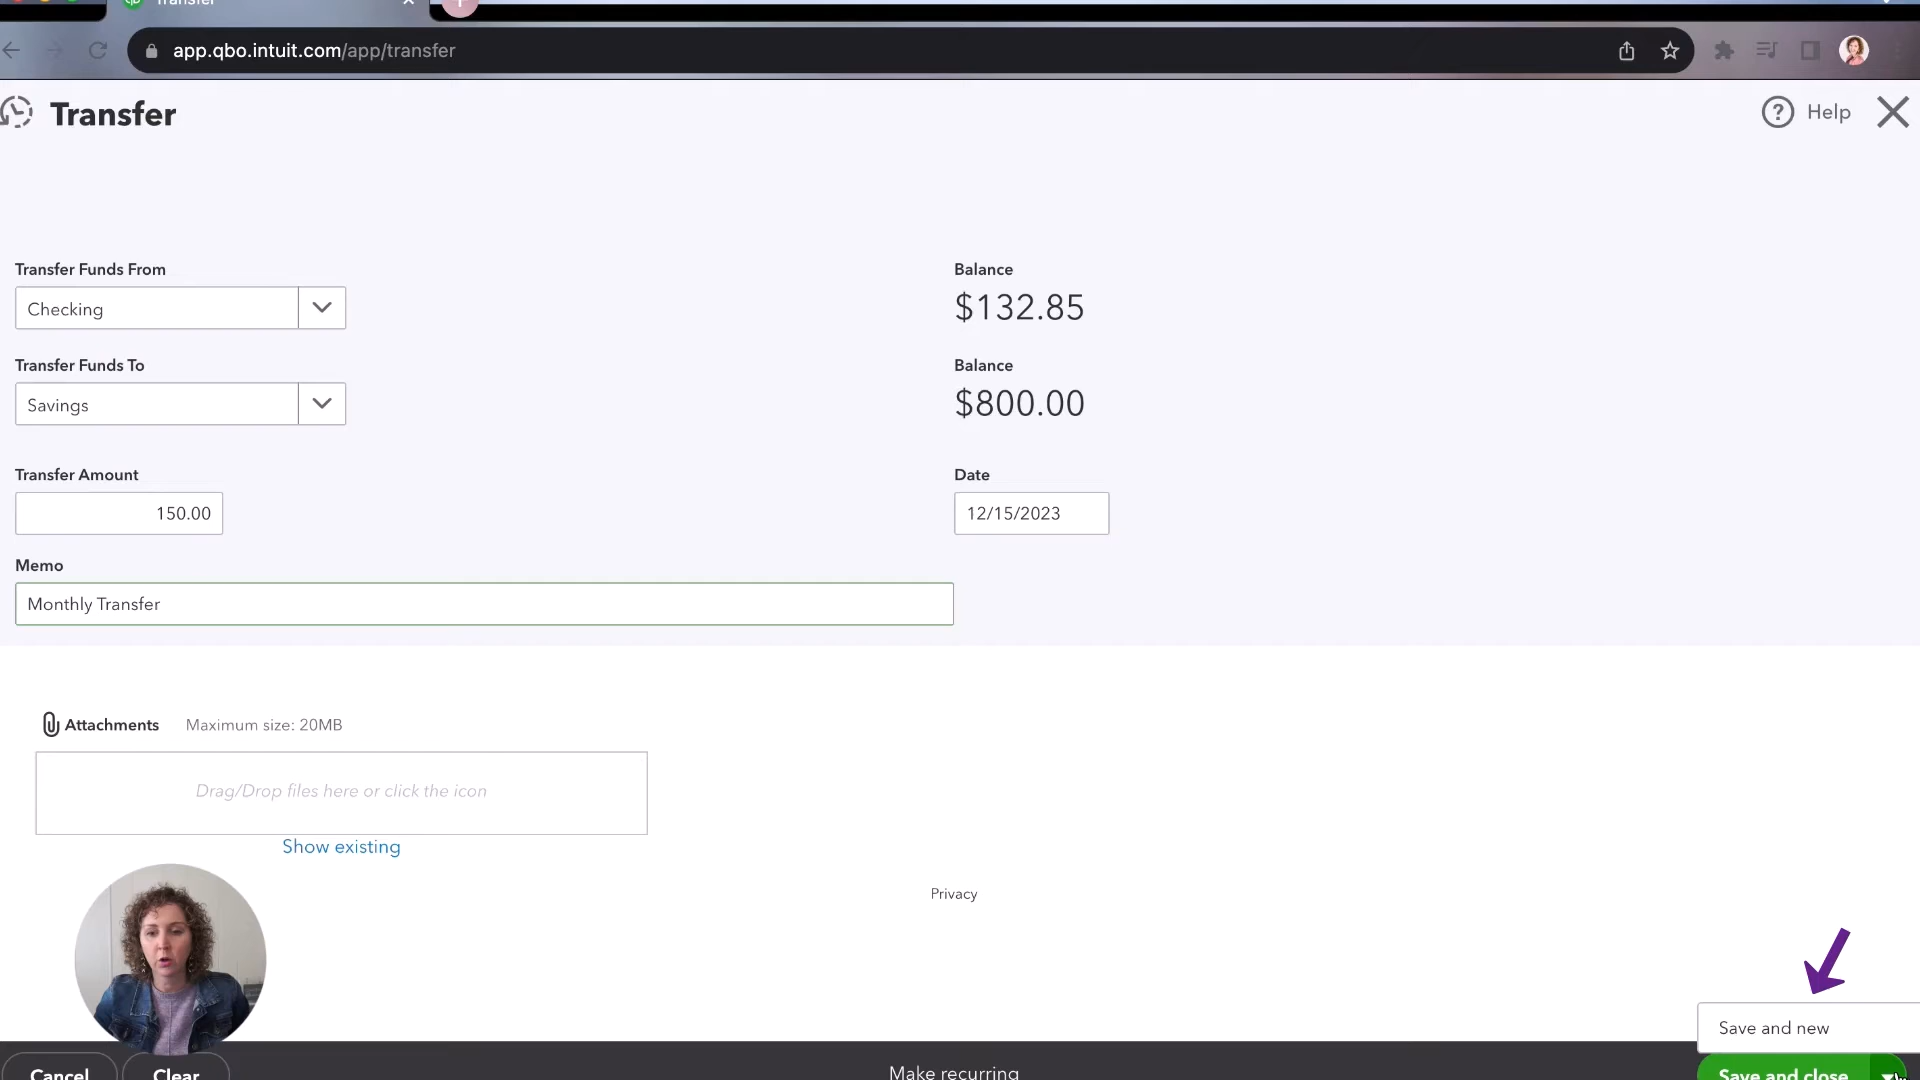 Transfer
app.qbo.intuit.com/app/transfer
Transfer
? Help
Transfer Funds From
Balance
Checking
$132.85
Transfer Funds To
Balance
Savings
$800.00
Transfer Amount
Date
150.00
12/15/2023
Memo
Monthly Transfer
Attachments Maximum size: 20MB
Drag/Drop files here or click the icon
Show existing
Privacy
Save and new
Cancel
Clear
Make recurring
Save and close